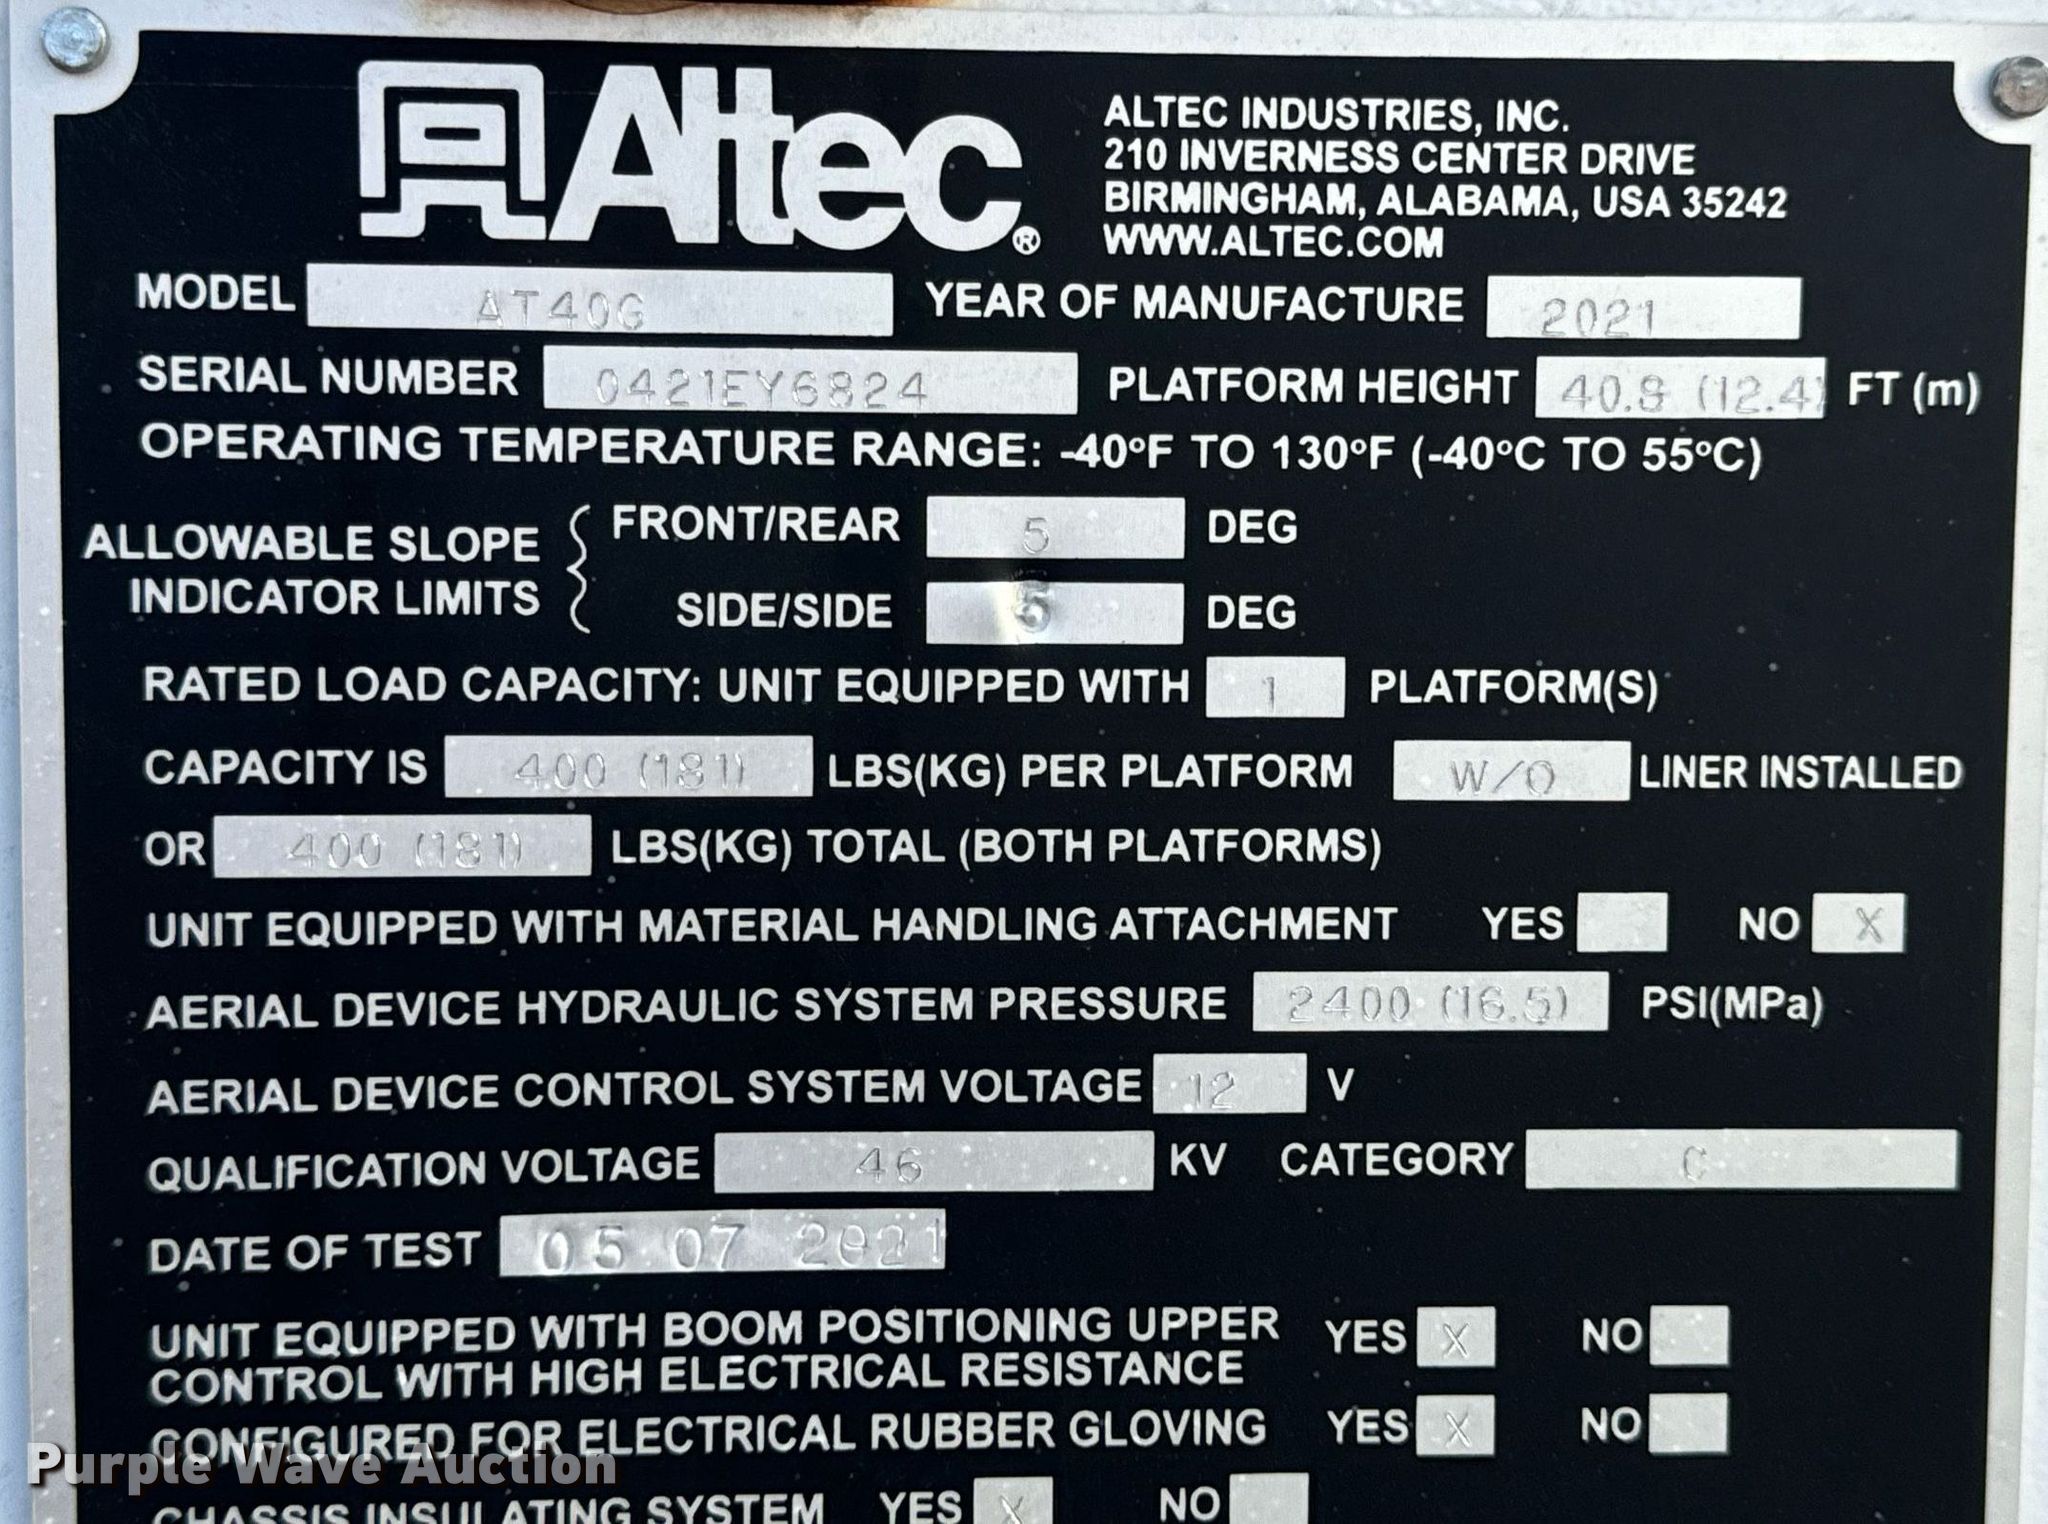 Altec®
ALTEC INDUSTRIES, INC.
210 INVERNESS CENTER DRIVE
BIRMINGHAM, ALABAMA, USA 35242
WWW.ALTEC.COM
MODEL AT40G YEAR OF MANUFACTURE 2021
SERIAL NUMBER 0421EY6824 PLATFORM HEIGHT 40.8 (12.4) FT (m)
OPERATING TEMPERATURE RANGE: -40°F TO 130°F (-40°C TO 55°C)
ALLOWABLE SLOPE INDICATOR LIMITS { FRONT/REAR 5 DEG
SIDE/SIDE 5 DEG
RATED LOAD CAPACITY: UNIT EQUIPPED WITH 1 PLATFORM(S)
CAPACITY IS 400 (181) LBS(KG) PER PLATFORM W/O LINER INSTALLED
OR 400 (181) LBS(KG) TOTAL (BOTH PLATFORMS)
UNIT EQUIPPED WITH MATERIAL HANDLING ATTACHMENT YES NO X
AERIAL DEVICE HYDRAULIC SYSTEM PRESSURE 2400 (16.5) PSI(MPa)
AERIAL DEVICE CONTROL SYSTEM VOLTAGE 12 V
QUALIFICATION VOLTAGE 46 KV CATEGORY C
DATE OF TEST 05 07 2021
UNIT EQUIPPED WITH BOOM POSITIONING UPPER
CONTROL WITH HIGH ELECTRICAL RESISTANCE YES X NO
CONFIGURED FOR ELECTRICAL RUBBER GLOVING YES X NO
CHASSIS INSULATING SYSTEM YES X NO
Purple Wave Auction